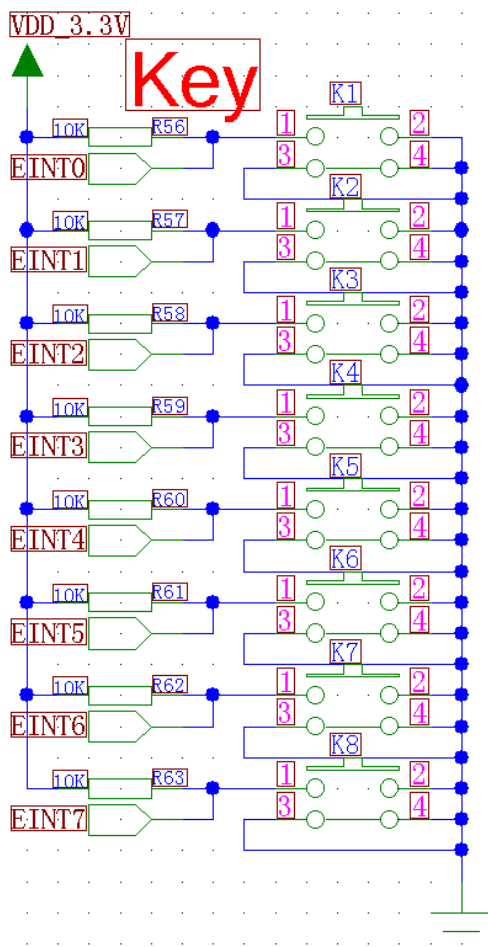 VDD_3.3V
Key
K1
10K R56 1 2
EINT0 3 4
K2
10K R57 1 2
EINT1 3 4
K3
10K R58 1 2
EINT2 3 4
K4
10K R59 1 2
EINT3 3 4
K5
10K R60 1 2
EINT4 3 4
K6
10K R61 1 2
EINT5 3 4
K7
10K R62 1 2
EINT6 3 4
K8
10K R63 1 2
EINT7 3 4